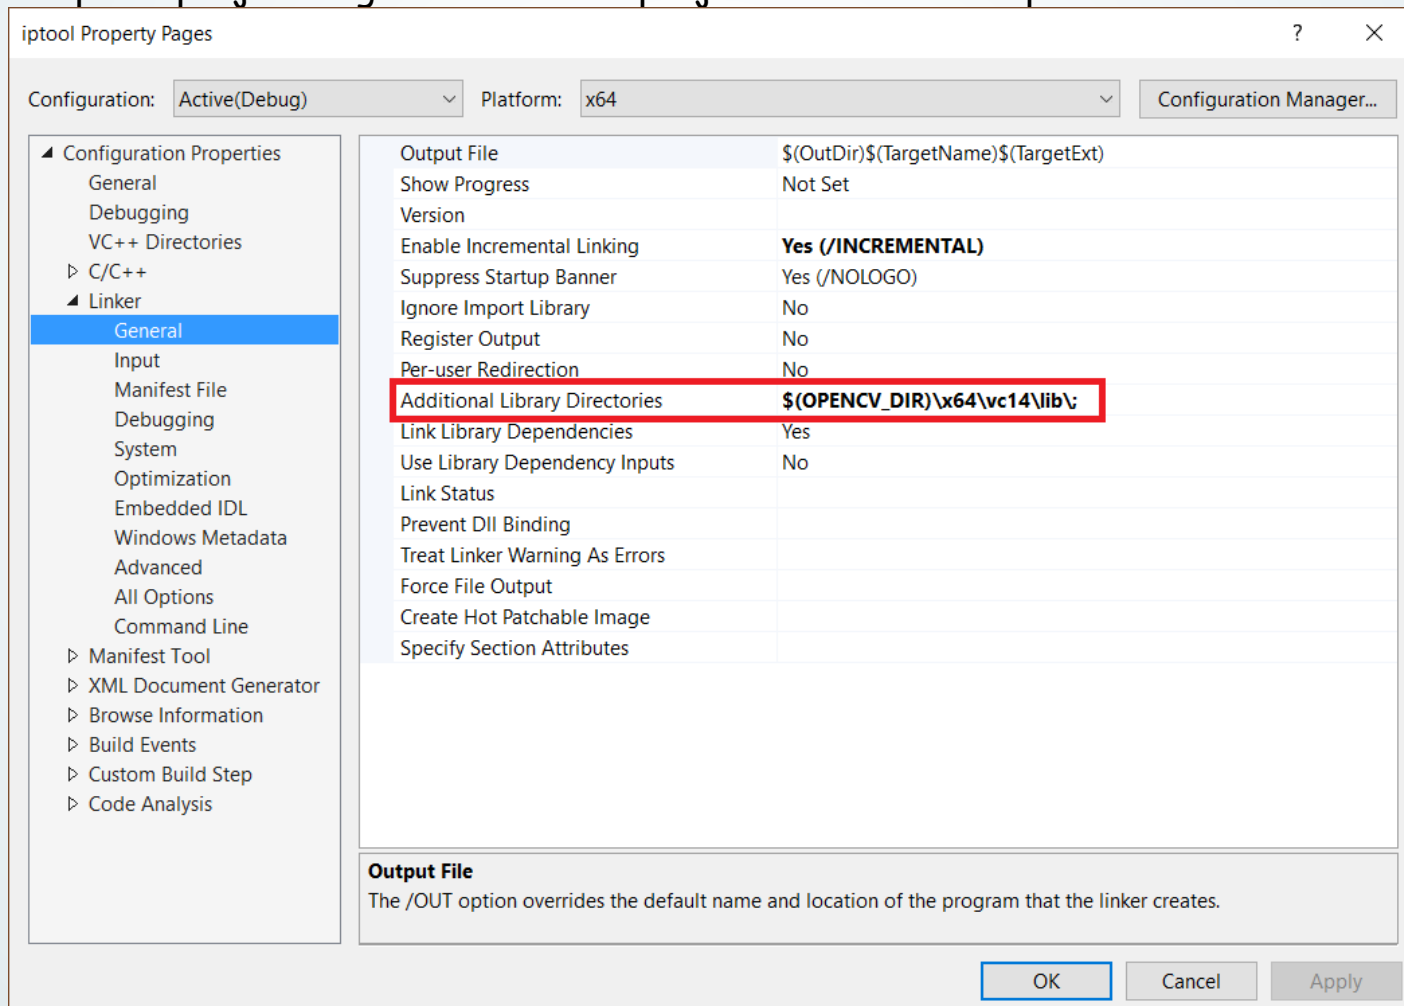 iptool Property Pages
?
Configuration: Active(Debug) Platform: x64 Configuration Manager...
Configuration Properties
General
Debugging
VC++ Directories
C/C++
Linker
General
Input
Manifest File
Debugging
System
Optimization
Embedded IDL
Windows Metadata
Advanced
All Options
Command Line
Manifest Tool
XML Document Generator
Browse Information
Build Events
Custom Build Step
Code Analysis
Output File $(OutDir)$(TargetName)$(TargetExt)
Show Progress Not Set
Version
Enable Incremental Linking Yes (/INCREMENTAL)
Suppress Startup Banner Yes (/NOLOGO)
Ignore Import Library No
Register Output No
Per-user Redirection No
Additional Library Directories $(OPENCV_DIR)\x64\vc14\lib\;
Link Library Dependencies Yes
Use Library Dependency Inputs No
Link Status
Prevent Dll Binding
Treat Linker Warning As Errors
Force File Output
Create Hot Patchable Image
Specify Section Attributes
Output File
The /OUT option overrides the default name and location of the program that the linker creates.
OK Cancel Apply